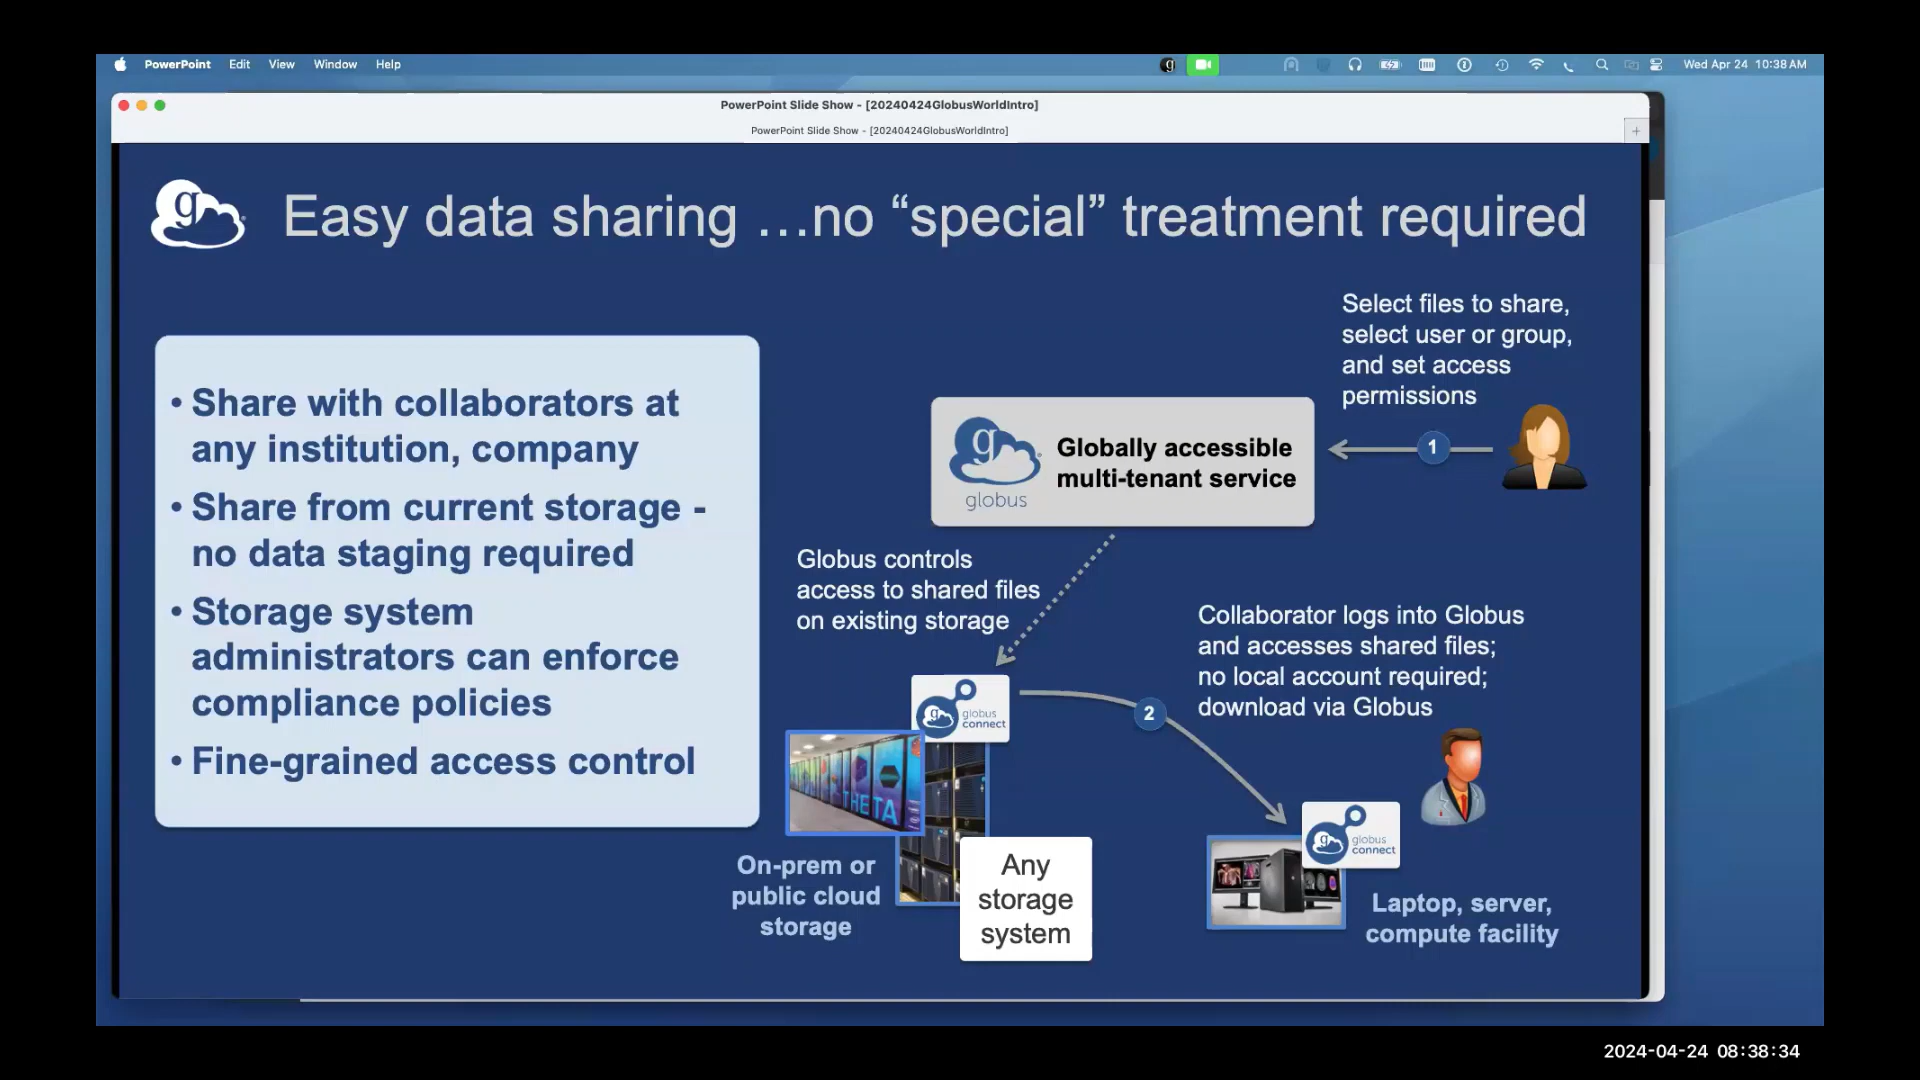 PowerPoint Edit View Window Help
Wed Apr 24 10:38 AM
PowerPoint Slide Show - [20240424GlobusWorldIntro]
PowerPoint Slide Show - [20240424GlobusWorldIntro]
g
Easy data sharing …no “special” treatment required
• Share with collaborators at
any institution, company
• Share from current storage -
no data staging required
• Storage system
administrators can enforce
compliance policies
• Fine-grained access control
Select files to share,
select user or group,
and set access
permissions
1
g
globus
Globally accessible
multi-tenant service
Globus controls
access to shared files
on existing storage
Collaborator logs into Globus
and accesses shared files;
no local account required;
download via Globus
2
g
globus
connect
THETA
On-prem or
public cloud
storage
Any
storage
system
g
globus
connect
Laptop, server,
compute facility
2024-04-24 08:38:34